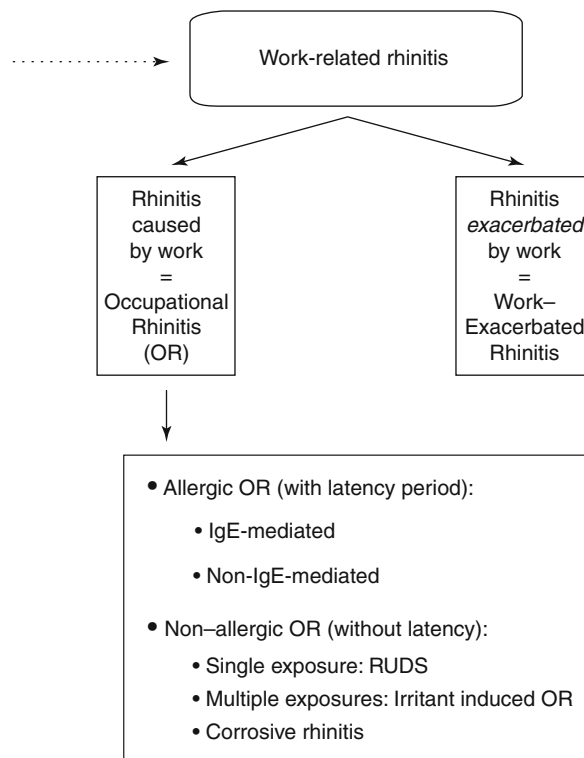 Work-related rhinitis
Rhinitis
caused
by work
=
Occupational
Rhinitis
(OR)
Rhinitis
exacerbated
by work
=
Work–
Exacerbated
Rhinitis
• Allergic OR (with latency period):
• IgE-mediated
• Non-IgE-mediated
• Non–allergic OR (without latency):
• Single exposure: RUDS
• Multiple exposures: Irritant induced OR
• Corrosive rhinitis